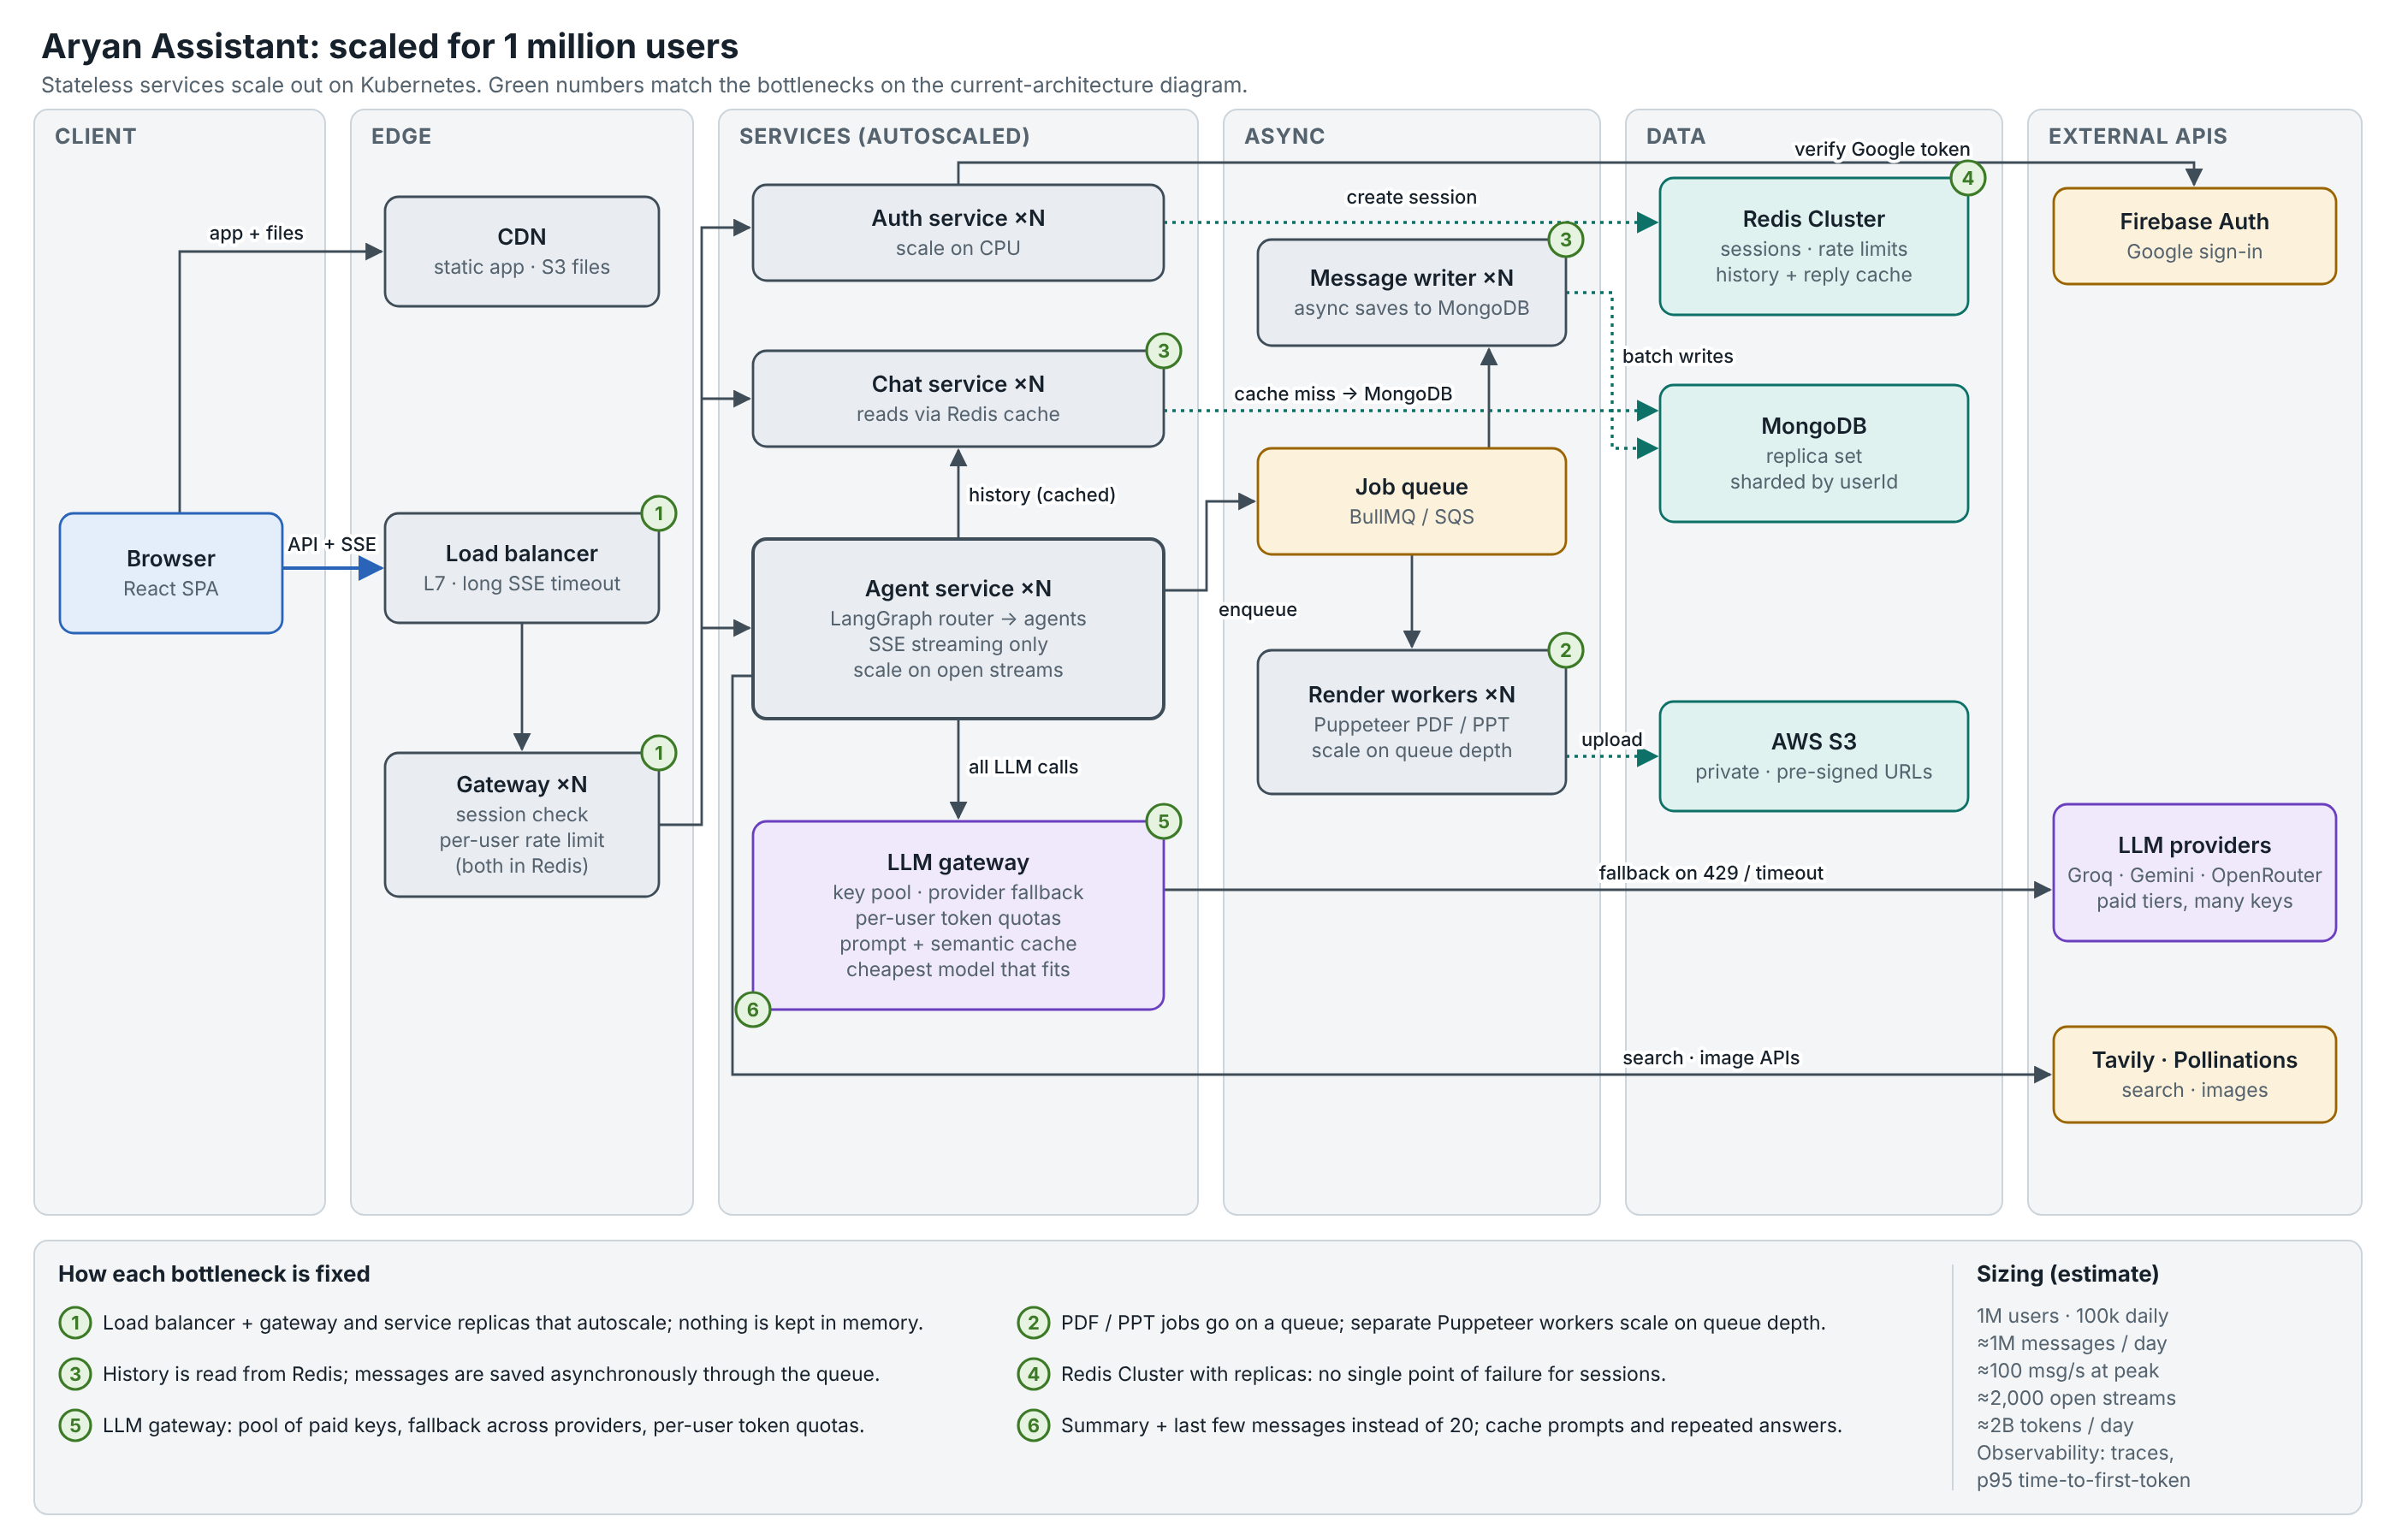 Aryan Assistant: scaled for 1 million users
Stateless services scale out on Kubernetes. Green numbers match the bottlenecks on the current-architecture diagram.
CLIENT
app + files
Browser
React SPA
API + SSE
EDGE
CDN
static app · S3 files
1
Load balancer
L7 · long SSE timeout
1
Gateway ×N
session check
per-user rate limit
(both in Redis)
SERVICES (AUTOSCALED)
Auth service ×N
scale on CPU
3
Chat service ×N
reads via Redis cache
history (cached)
Agent service ×N
LangGraph router → agents
SSE streaming only
scale on open streams
all LLM calls
5
LLM gateway
key pool · provider fallback
per-user token quotas
prompt + semantic cache
cheapest model that fits
6
ASYNC
create session
3
Message writer ×N
async saves to MongoDB
cache miss → MongoDB
Job queue
BullMQ / SQS
enqueue
2
Render workers ×N
Puppeteer PDF / PPT
scale on queue depth
DATA
verify Google token
4
Redis Cluster
sessions · rate limits
history + reply cache
batch writes
MongoDB
replica set
sharded by userId
upload
AWS S3
private · pre-signed URLs
fallback on 429 / timeout
search · image APIs
EXTERNAL APIS
Firebase Auth
Google sign-in
LLM providers
Groq · Gemini · OpenRouter
paid tiers, many keys
Tavily · Pollinations
search · images
How each bottleneck is fixed
1 Load balancer + gateway and service replicas that autoscale; nothing is kept in memory.
2 PDF / PPT jobs go on a queue; separate Puppeteer workers scale on queue depth.
3 History is read from Redis; messages are saved asynchronously through the queue.
4 Redis Cluster with replicas: no single point of failure for sessions.
5 LLM gateway: pool of paid keys, fallback across providers, per-user token quotas.
6 Summary + last few messages instead of 20; cache prompts and repeated answers.
Sizing (estimate)
1M users · 100k daily
≈1M messages / day
≈100 msg/s at peak
≈2,000 open streams
≈2B tokens / day
Observability: traces,
p95 time-to-first-token